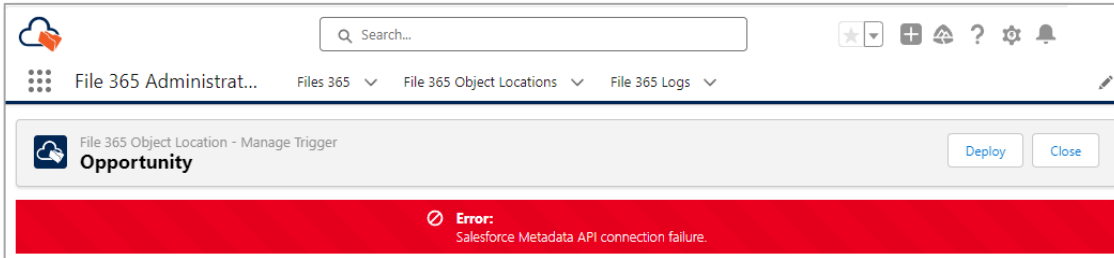 Search...
File 365 Administrat... Files 365 File 365 Object Locations File 365 Logs
File 365 Object Location - Manage Trigger
Opportunity
Deploy Close
Error:
Salesforce Metadata API connection failure.